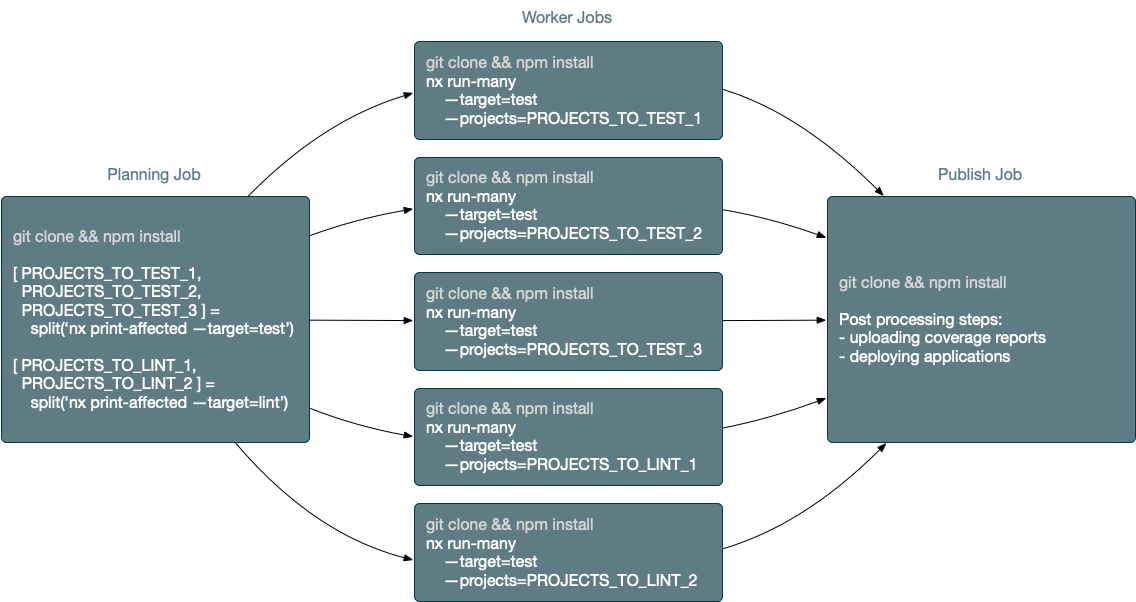 Worker Jobs
Planning Job
git clone && npm install
[ PROJECTS_TO_TEST_1,
PROJECTS_TO_TEST_2,
PROJECTS_TO_TEST_3 ] =
split(‘nx print-affected —target=test’)
[ PROJECTS_TO_LINT_1,
PROJECTS_TO_LINT_2 ] =
split(‘nx print-affected —target=lint’)
git clone && npm install
nx run-many
—target=test
—projects=PROJECTS_TO_TEST_1
git clone && npm install
nx run-many
—target=test
—projects=PROJECTS_TO_TEST_2
git clone && npm install
nx run-many
—target=test
—projects=PROJECTS_TO_TEST_3
git clone && npm install
nx run-many
—target=test
—projects=PROJECTS_TO_LINT_1
git clone && npm install
nx run-many
—target=test
—projects=PROJECTS_TO_LINT_2
Publish Job
git clone && npm install
Post processing steps:
- uploading coverage reports
- deploying applications